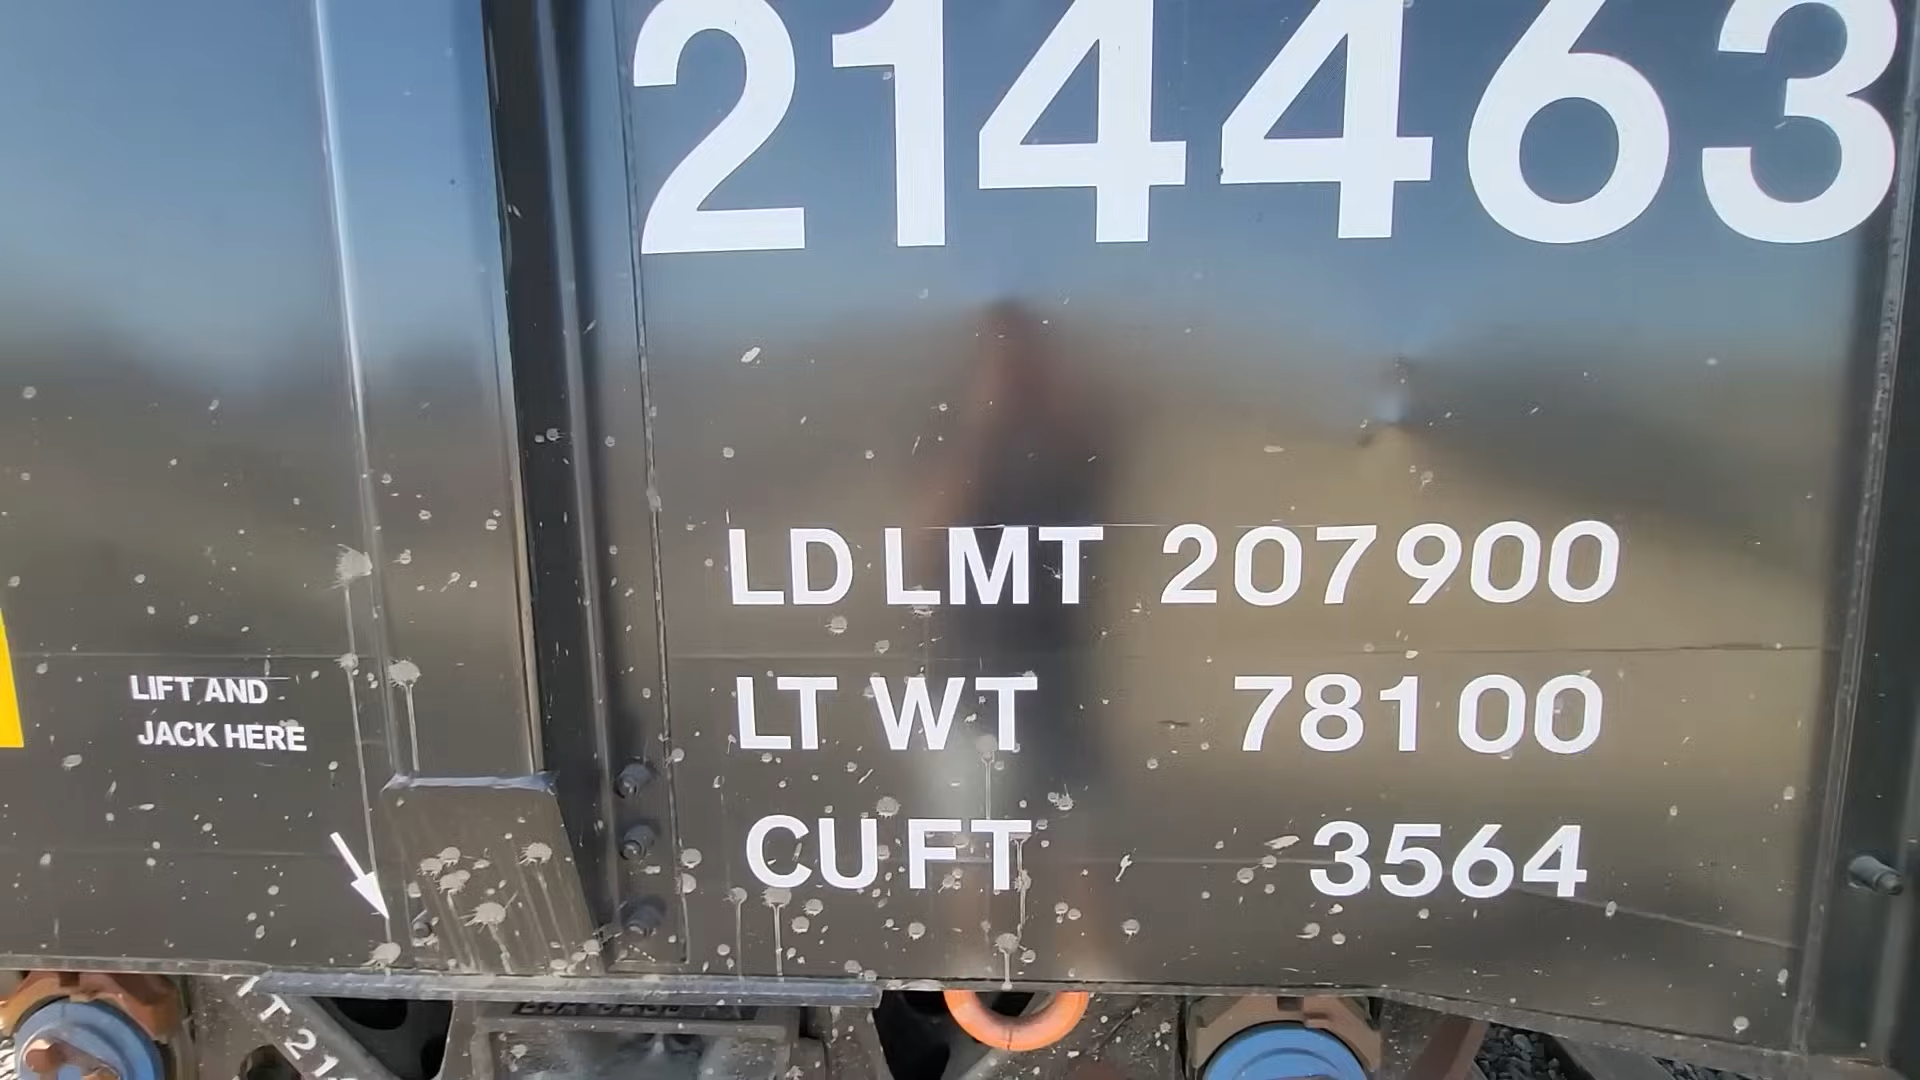 214463
LD LMT 207900
LT WT 78100
CU FT 3564
LIFT AND
JACK HERE